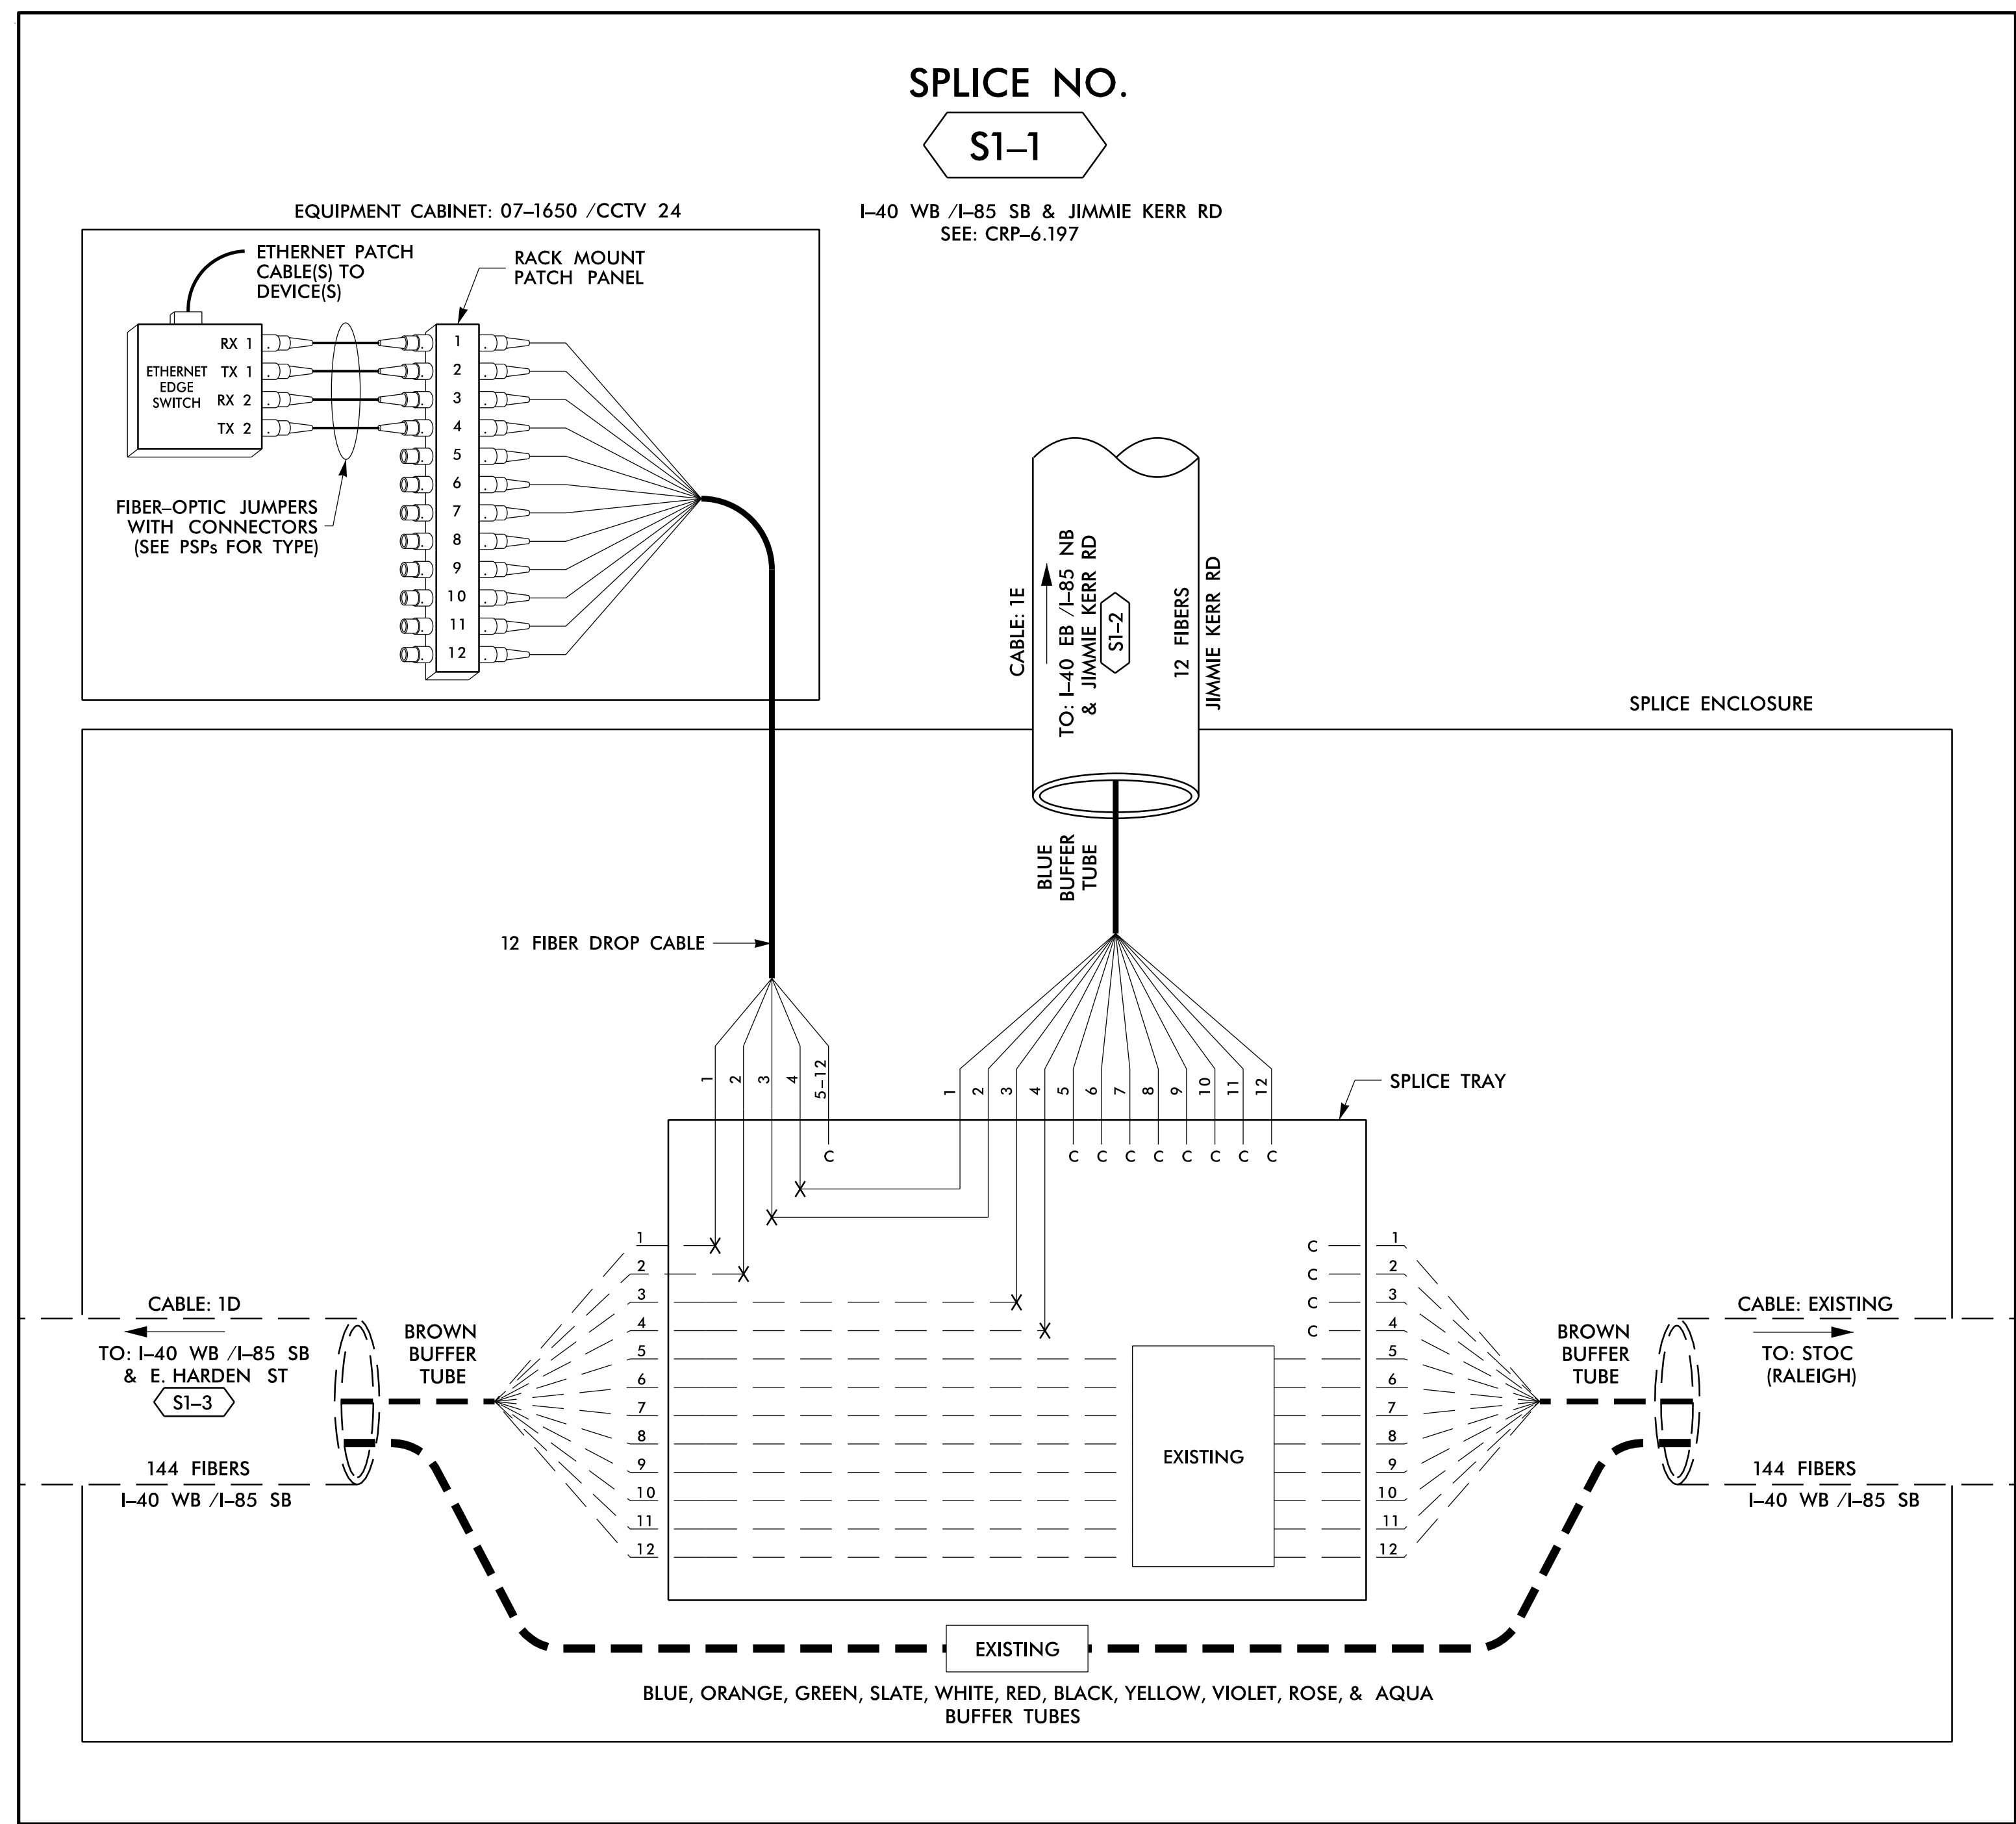 SPLICE NO.
S1–1
I–40 WB /I–85 SB & JIMMIE KERR RD
SEE: CRP–6.197
EQUIPMENT CABINET: 07–1650 /CCTV 24
ETHERNET PATCH
CABLE(S) TO
DEVICE(S)
RACK MOUNT
PATCH PANEL
ETHERNET
EDGE
SWITCH
RX 1
TX 1
RX 2
TX 2
1
2
3
4
5
6
7
8
9
10
11
12
FIBER–OPTIC JUMPERS
WITH CONNECTORS
(SEE PSPs FOR TYPE)
CABLE: 1E
TO: I–40 EB /I–85 NB
& JIMMIE KERR RD
S1–2
12 FIBERS
JIMMIE KERR RD
SPLICE ENCLOSURE
BLUE
BUFFER
TUBE
12 FIBER DROP CABLE
1
2
3
4
5–12
1
2
3
4
5
6
7
8
9
10
11
12
SPLICE TRAY
C
C C C C C C C C
1
2
3
4
5
6
7
8
9
10
11
12
C
C
C
C
1
2
3
4
5
6
7
8
9
10
11
12
EXISTING
CABLE: 1D
TO: I–40 WB /I–85 SB
& E. HARDEN ST
S1–3
144 FIBERS
I–40 WB /I–85 SB
BROWN
BUFFER
TUBE
BROWN
BUFFER
TUBE
CABLE: EXISTING
TO: STOC
(RALEIGH)
144 FIBERS
I–40 WB /I–85 SB
EXISTING
BLUE, ORANGE, GREEN, SLATE, WHITE, RED, BLACK, YELLOW, VIOLET, ROSE, & AQUA
BUFFER TUBES